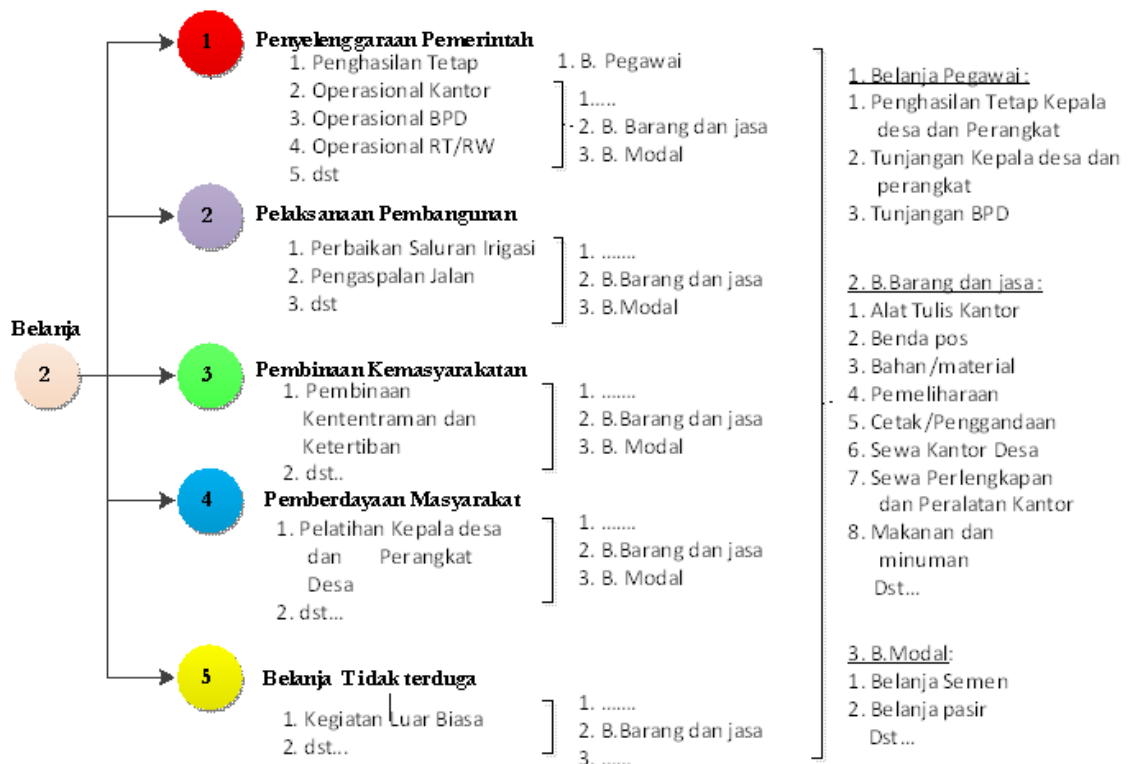 Belanja
2
1
Penyelenggaraan Pemerintah
1. Penghasilan Tetap
2. Operasional Kantor
3. Operasional BPD
4. Operasional RT/RW
5. dst
1. B. Pegawai
1.....
2. B. Barang dan jasa
3. B. Modal
2
Pelaksanaan Pembangunan
1. Perbaikan Saluran Irigasi
2. Pengaspalan Jalan
3. dst
1. .......
2. B.Barang dan jasa
3. B.Modal
3
Pembinaan Kemasyarakatan
1. Pembinaan
Kententraman dan
Ketertiban
2. dst..
1. .......
2. B.Barang dan jasa
3. B. Modal
4
Pemberdayaan Masyarakat
1. Pelatihan Kepala desa
dan Perangkat
Desa
2. dst...
1. .......
2. B.Barang dan jasa
3. B. Modal
5
Belanja Tidak terduga
1. Kegiatan Luar Biasa
2. dst...
1. .......
2. B.Barang dan jasa
3. ......
1. Belanja Pegawai:
1. Penghasilan Tetap Kepala
desa dan Perangkat
2. Tunjangan Kepala desa dan
perangkat
3. Tunjangan BPD
2. B.Barang dan jasa:
1. Alat Tulis Kantor
2. Benda pos
3. Bahan/material
4. Pemeliharaan
5. Cetak/Penggandaan
6. Sewa Kantor Desa
7. Sewa Perlengkapan
dan Peralatan Kantor
8. Makanan dan
minuman
Dst...
3. B.Modal:
1. Belanja Semen
2. Belanja pasir
Dst...